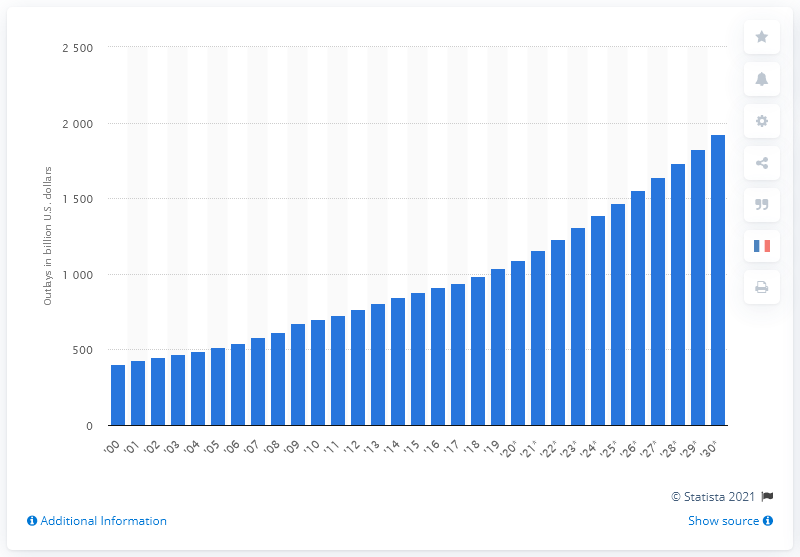 2 500
2 000
1 500
1 000
500
0
Outlays in billion U.S. dollars
'00 '01 '02 '03 '04 '05 '06 '07 '08 '09 '10 '11 '12 '13 '14 '15 '16 '17 '18 '19 '20* '21* '22* '23* '24* '25* '26* '27* '28* '29* '30*
© Statista 2021
Additional Information
Show source